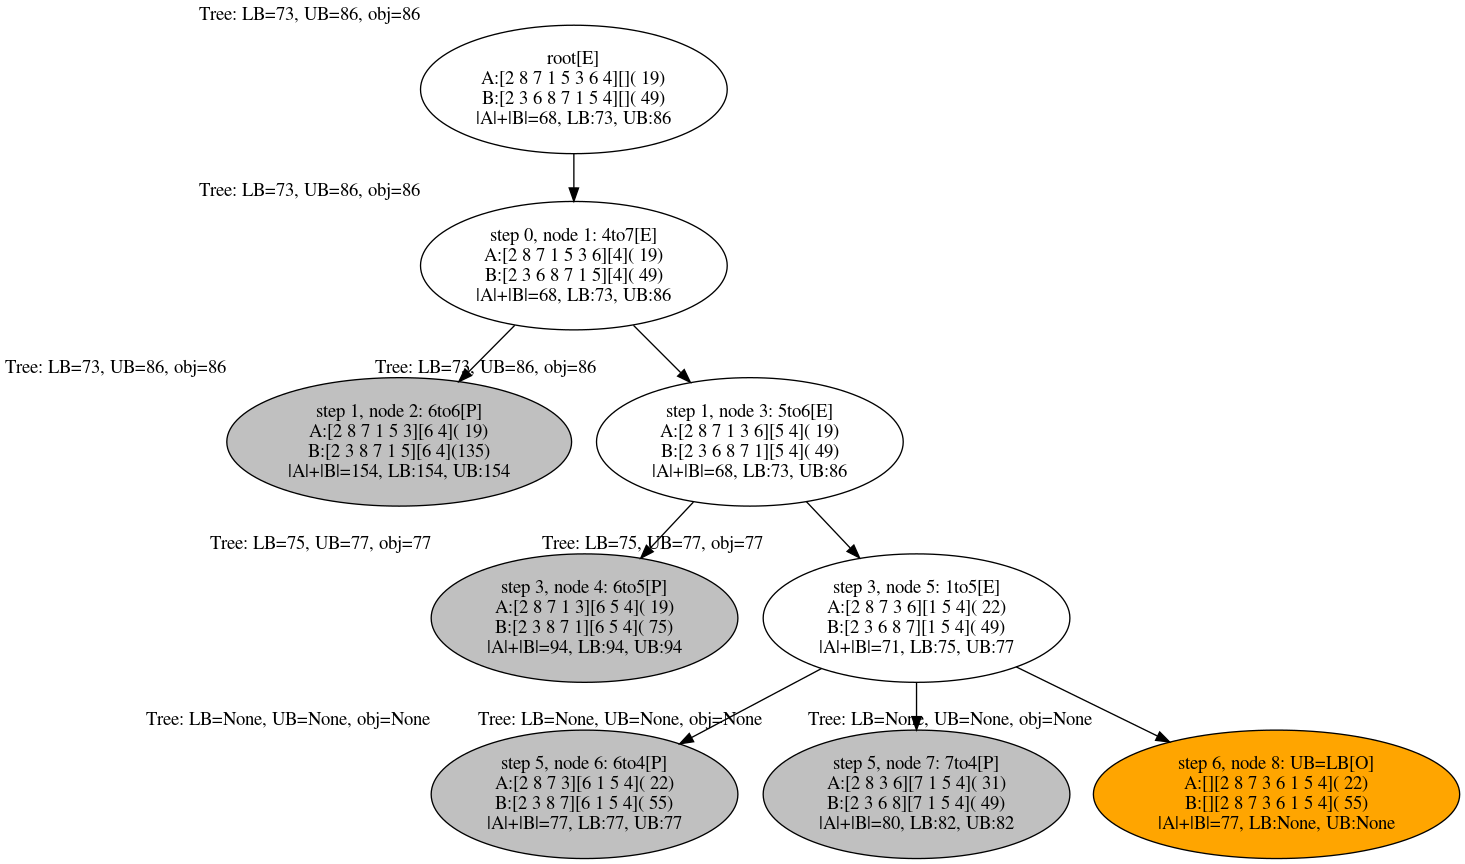 Tree: LB=73, UB=86, obj=86
root[E]
A:[2 8 7 1 5 3 6 4][]( 19)
B:[2 3 6 8 7 1 5 4][]( 49)
|A|+|B|=68, LB:73, UB:86
Tree: LB=73, UB=86, obj=86
step 0, node 1: 4to7[E]
A:[2 8 7 1 5 3 6][4]( 19)
B:[2 3 6 8 7 1 5][4]( 49)
|A|+|B|=68, LB:73, UB:86
Tree: LB=73, UB=86, obj=86
step 1, node 2: 6to6[P]
A:[2 8 7 1 5 3][6 4]( 19)
B:[2 3 8 7 1 5][6 4](135)
|A|+|B|=154, LB:154, UB:154
Tree: LB=73, UB=86, obj=86
step 1, node 3: 5to6[E]
A:[2 8 7 1 3 6][5 4]( 19)
B:[2 3 6 8 7 1][5 4]( 49)
|A|+|B|=68, LB:73, UB:86
Tree: LB=75, UB=77, obj=77
step 3, node 4: 6to5[P]
A:[2 8 7 1 3][6 5 4]( 19)
B:[2 3 8 7 1][6 5 4]( 75)
|A|+|B|=94, LB:94, UB:94
Tree: LB=75, UB=77, obj=77
step 3, node 5: 1to5[E]
A:[2 8 7 3 6][1 5 4]( 22)
B:[2 3 6 8 7][1 5 4]( 49)
|A|+|B|=71, LB:75, UB:77
Tree: LB=None, UB=None, obj=None
step 5, node 6: 6to4[P]
A:[2 8 7 3][6 1 5 4]( 22)
B:[2 3 8 7][6 1 5 4]( 55)
|A|+|B|=77, LB:77, UB:77
Tree: LB=None, UB=None, obj=None
step 5, node 7: 7to4[P]
A:[2 8 3 6][7 1 5 4]( 31)
B:[2 3 6 8][7 1 5 4]( 49)
|A|+|B|=80, LB:82, UB:82
Tree: LB=None, UB=None, obj=None
step 6, node 8: UB=LB[O]
A:[][2 8 7 3 6 1 5 4]( 22)
B:[][2 8 7 3 6 1 5 4]( 55)
|A|+|B|=77, LB:None, UB:None